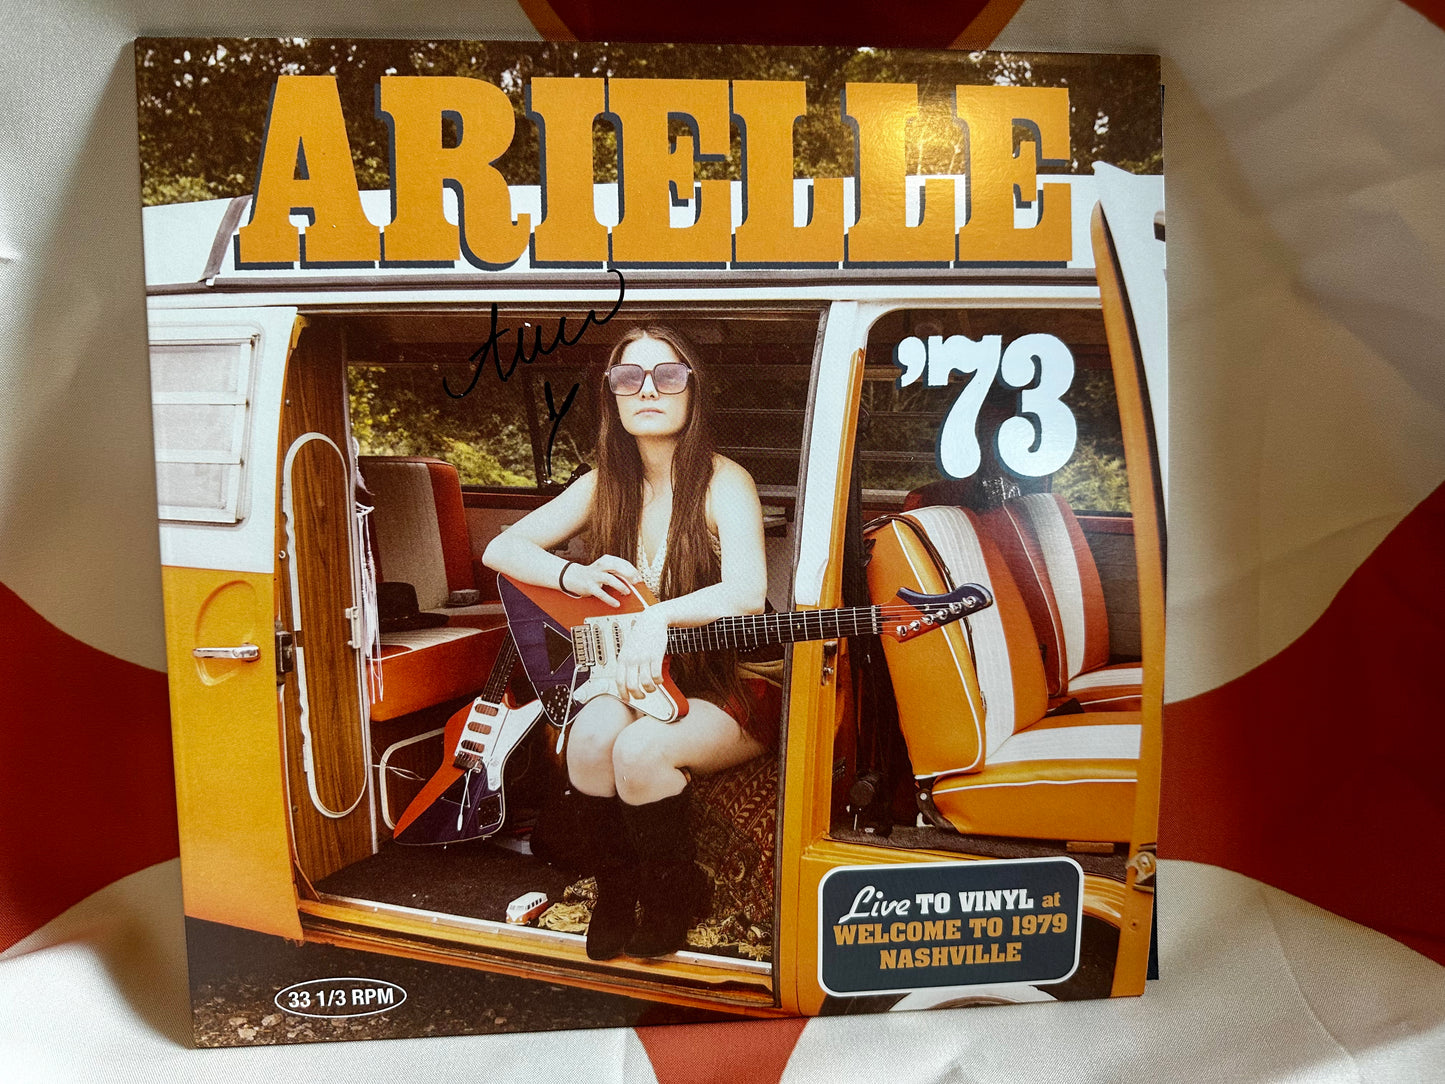 ARIELLE
’73
Live TO VINYL at
WELCOME TO 1979
NASHVILLE
33 1/3 RPM